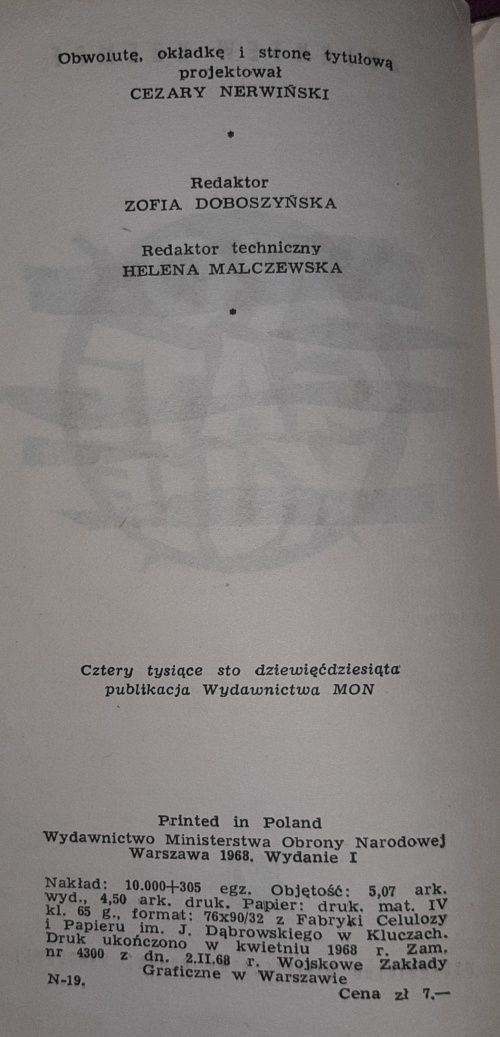 Obwolutę, okładkę i stronę tytułową
projektował
CEZARY NERWIŃSKI
*
Redaktor
ZOFIA DOBOSZYŃSKA
Redaktor techniczny
HELENA MALCZEWSKA
*
Cztery tysiące sto dziewięćdziesiąta
publikacja Wydawnictwa MON
Printed in Poland
Wydawnictwo Ministerstwa Obrony Narodowej
Warszawa 1968. Wydanie I
Nakład: 10.000+305 egz. Objętość: 5,07 ark.
wyd., 4,50 ark. druk. Papier: druk. mat. IV
kl. 65 g., format: 76x90/32 z Fabryki Celulozy
i Papieru im. J. Dąbrowskiego w Kluczach.
Druk ukończono w kwietniu 1968 r. Zam.
nr 4300 z dn. 2.II.68 r. Wojskowe Zakłady
Graficzne w Warszawie
N-19.
Cena zł 7.—